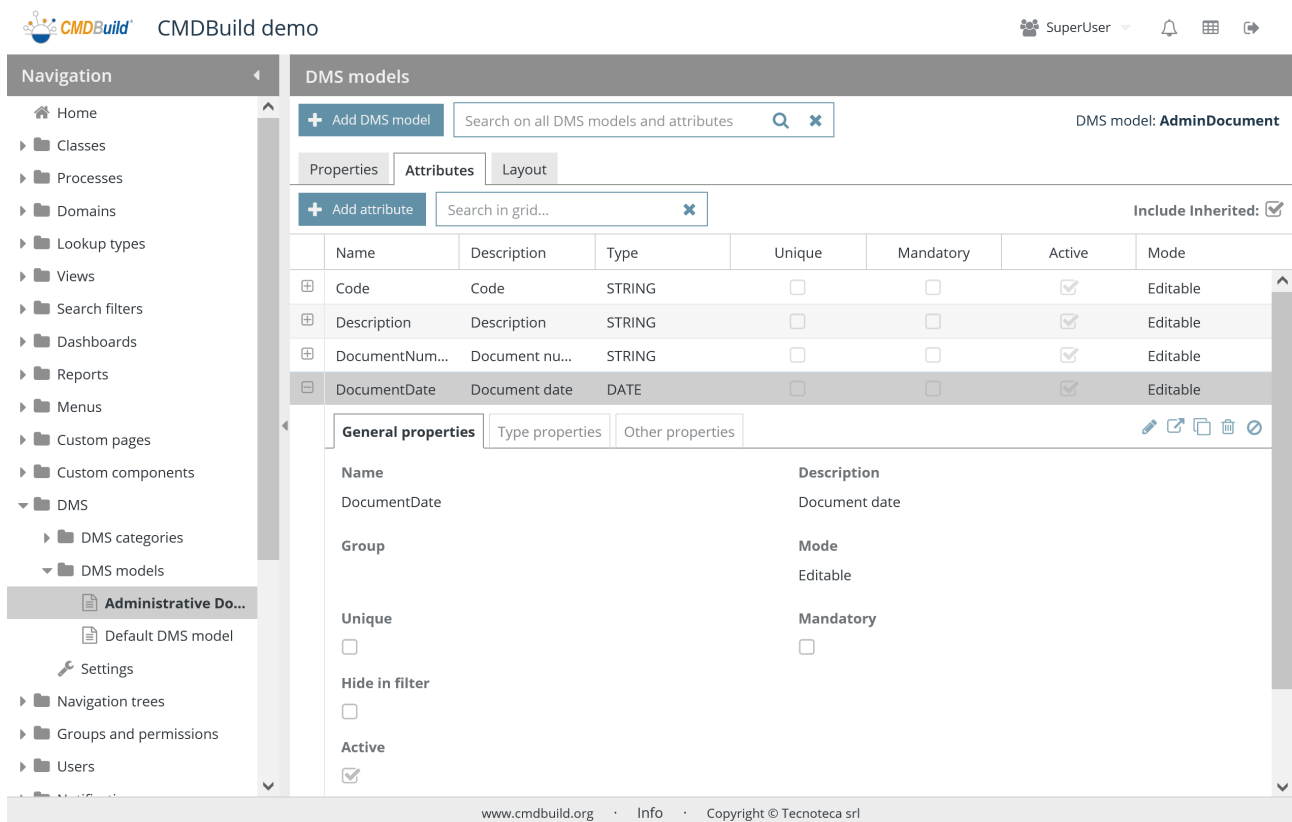 CMDBuild CMDBuild demo SuperUser
Navigation
DMS models
Home
Classes
Processes
Domains
Lookup types
Views
Search filters
Dashboards
Reports
Menus
Custom pages
Custom components
DMS
DMS categories
DMS models
Administrative Do...
Default DMS model
Settings
Navigation trees
Groups and permissions
Users
Add DMS model Search on all DMS models and attributes DMS model: AdminDocument
Properties Attributes Layout
Add attribute Search in grid... Include Inherited:
Name Description Type Unique Mandatory Active Mode
Code Code STRING Editable
Description Description STRING Editable
DocumentNum... Document nu... STRING Editable
DocumentDate Document date DATE Editable
General properties Type properties Other properties
Name Description
DocumentDate Document date
Group Mode
Editable
Unique Mandatory
Hide in filter
Active
www.cmdbuild.org · Info · Copyright © Tecnoteca srl